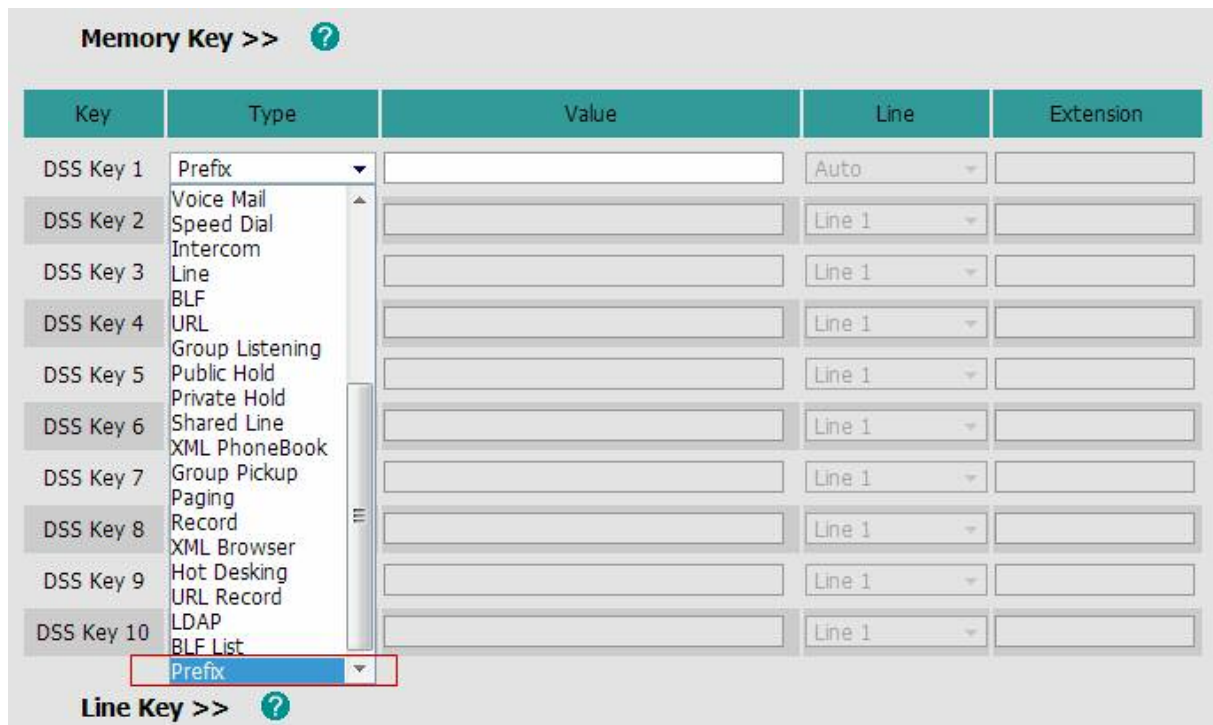 Memory Key >> ?
Key Type Value Line Extension
DSS Key 1 Prefix Auto
Voice Mail
DSS Key 2 Speed Dial Line 1
Intercom
DSS Key 3 Line Line 1
BLF
DSS Key 4 URL Line 1
Group Listening
DSS Key 5 Public Hold Line 1
Private Hold
DSS Key 6 Shared Line Line 1
XML PhoneBook
DSS Key 7 Group Pickup Line 1
Paging
DSS Key 8 Record Line 1
XML Browser
DSS Key 9 Hot Desking Line 1
URL Record
DSS Key 10 LDAP Line 1
BLF List
Prefix
Line Key >> ?